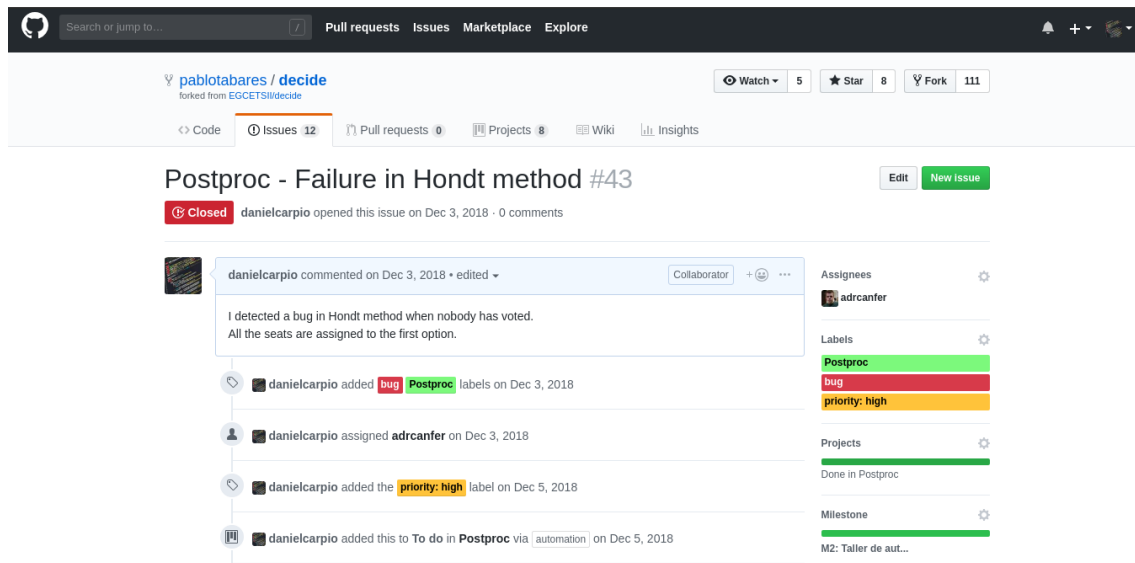 Search or jump to... /
Pull requests Issues Marketplace Explore
pablotabares / decide
forked from EGCETSII/decide
Watch 5 Star 8 Fork 111
Code Issues 12 Pull requests 0 Projects 8 Wiki Insights
Postproc - Failure in Hondt method #43
Edit New issue
Closed danielcarpio opened this issue on Dec 3, 2018 · 0 comments
danielcarpio commented on Dec 3, 2018 • edited
Collaborator
I detected a bug in Hondt method when nobody has voted.
All the seats are assigned to the first option.
danielcarpio added bug Postproc labels on Dec 3, 2018
danielcarpio assigned adrcanfer on Dec 3, 2018
danielcarpio added the priority: high label on Dec 5, 2018
danielcarpio added this to To do in Postproc via automation on Dec 5, 2018
Assignees
adrcanfer
Labels
Postproc
bug
priority: high
Projects
Done in Postproc
Milestone
M2: Taller de aut...